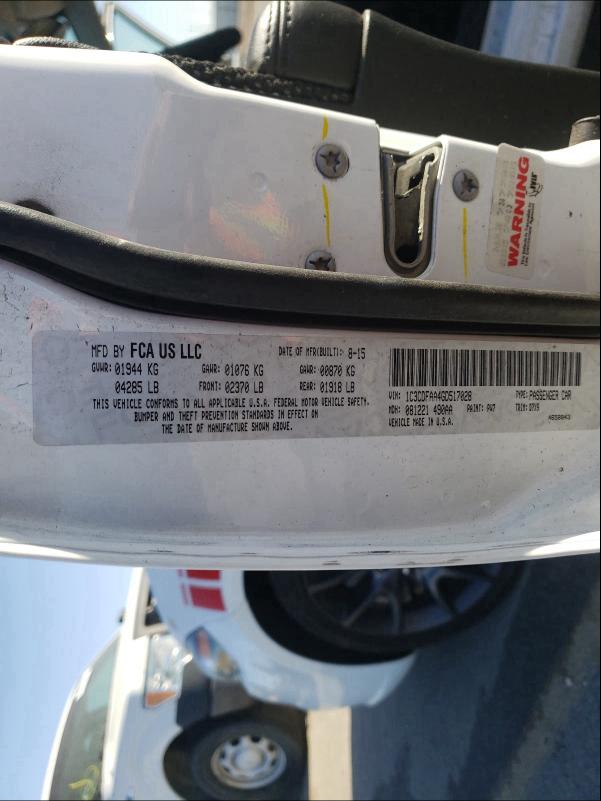 MFD BY FCA US LLC
DATE OF MFR(BUILT): 8-15
GVWR: 01944 KG GAWR: 01076 KG GAWR: 00870 KG
04285 LB FRONT: 02370 LB REAR: 01918 LB
THIS VEHICLE CONFORMS TO ALL APPLICABLE U.S.A. FEDERAL MOTOR VEHICLE SAFETY,
BUMPER AND THEFT PREVENTION STANDARDS IN EFFECT ON
THE DATE OF MANUFACTURE SHOWN ABOVE.
VIN: 1C3CDFAA4GD517028 TYPE: PASSENGER CAR
MDH: 081221 490AA PAINT: PW7 TRIM: D7X9
VEHICLE MADE IN U.S.A.
WARNING